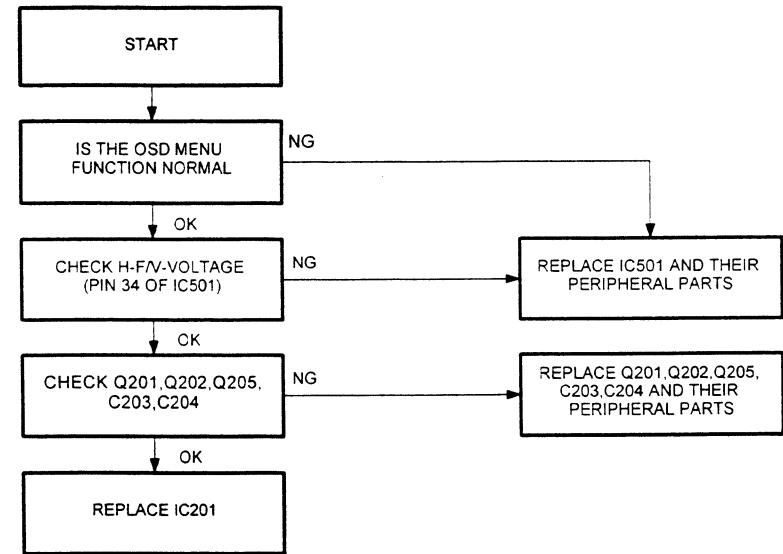 START
IS THE OSD MENU
FUNCTION NORMAL
NG
OK
CHECK H-F/V-VOLTAGE
(PIN 34 OF IC501)
NG
REPLACE IC501 AND THEIR
PERIPHERAL PARTS
OK
CHECK Q201,Q202,Q205,
C203,C204
NG
REPLACE Q201,Q202,Q205,
C203,C204 AND THEIR
PERIPHERAL PARTS
OK
REPLACE IC201